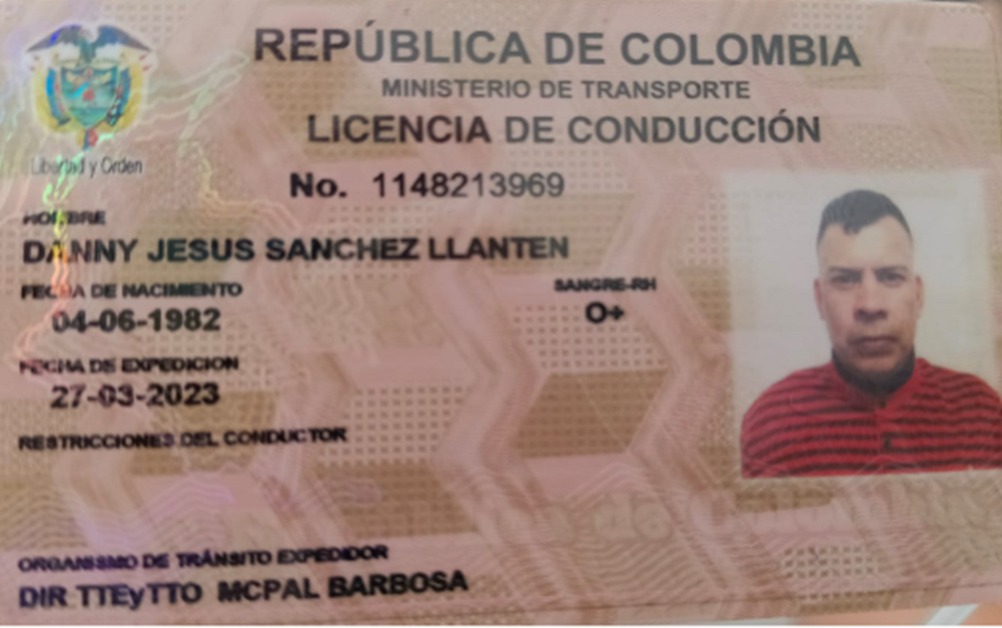 REPÚBLICA DE COLOMBIA
MINISTERIO DE TRANSPORTE
LICENCIA DE CONDUCCIÓN
Libertad y Orden
No. 1148213969
NOMBRE
DANNY JESUS SANCHEZ LLANTEN
FECHA DE NACIMIENTO
04-06-1982
SANGRE-RH
O+
FECHA DE EXPEDICION
27-03-2023
RESTRICCIONES DEL CONDUCTOR
de
ORGANISMO DE TRÁNSITO EXPEDIDOR
DIR TTEyTTO MCPAL BARBOSA